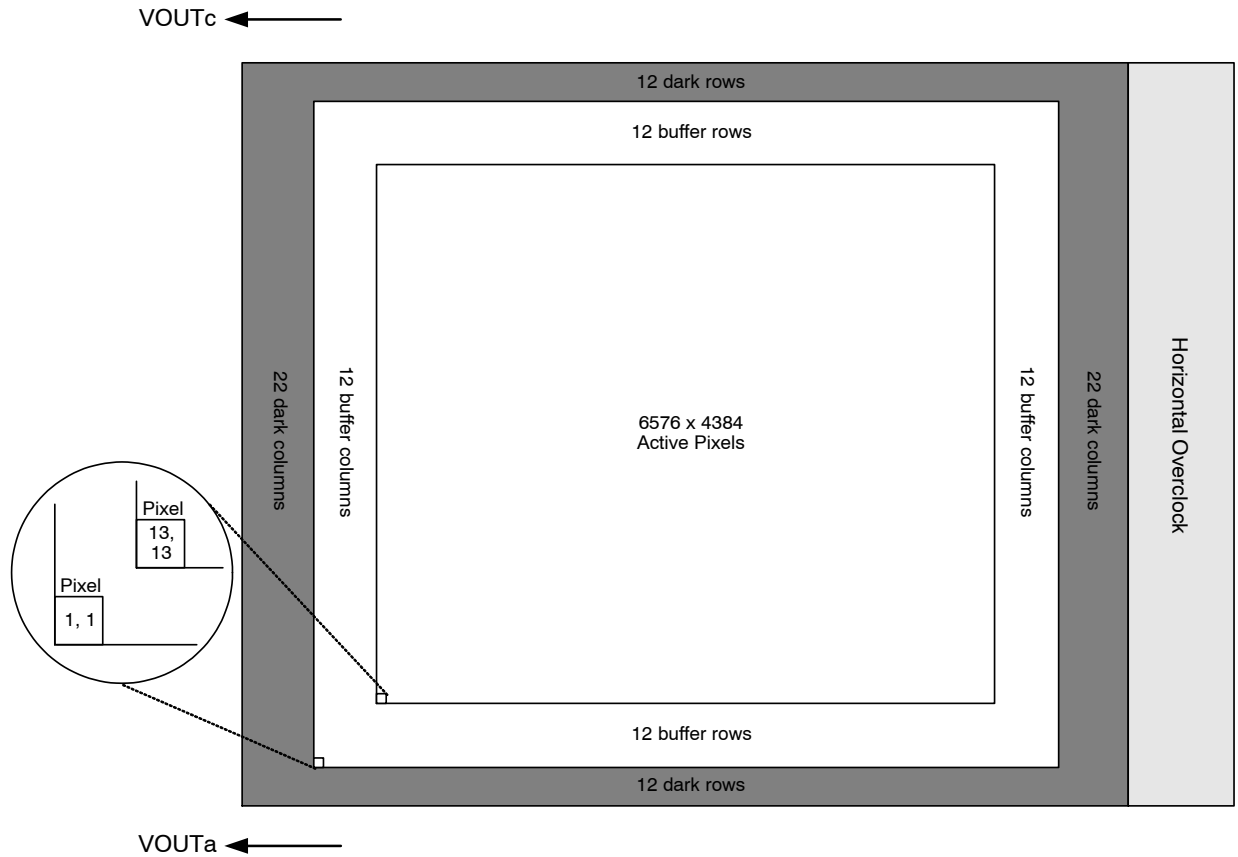 VOUTc
12 dark rows
12 buffer rows
22 dark columns
12 buffer columns
6576 x 4384
Active Pixels
12 buffer columns
22 dark columns
Horizontal Overclock
Pixel
13,
13
Pixel
1, 1
12 buffer rows
12 dark rows
VOUTa